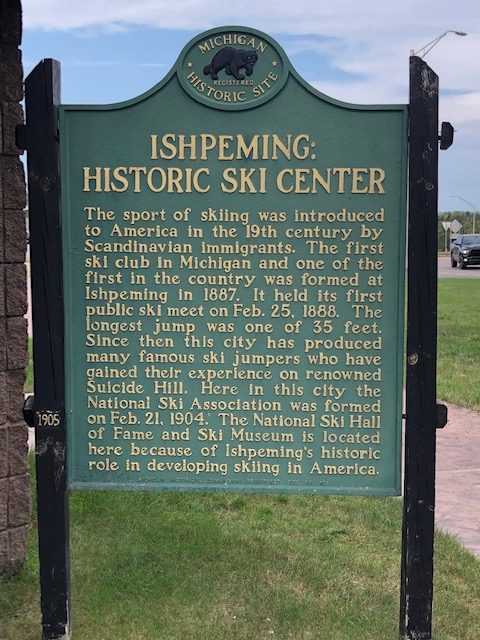 MICHIGAN
REGISTERED
HISTORIC SITE
ISHPEMING:
HISTORIC SKI CENTER
The sport of skiing was introduced
to America in the 19th century by
Scandinavian immigrants. The first
ski club in Michigan and one of the
first in the country was formed at
Ishpeming in 1887. It held its first
public ski meet on Feb. 25, 1888. The
longest jump was one of 35 feet.
Since then this city has produced
many famous ski jumpers who have
gained their experience on renowned
Suicide Hill. Here in this city the
National Ski Association was formed
on Feb. 21, 1904. The National Ski Hall
of Fame and Ski Museum is located
here because of Ishpeming's historic
role in developing skiing in America.
1905